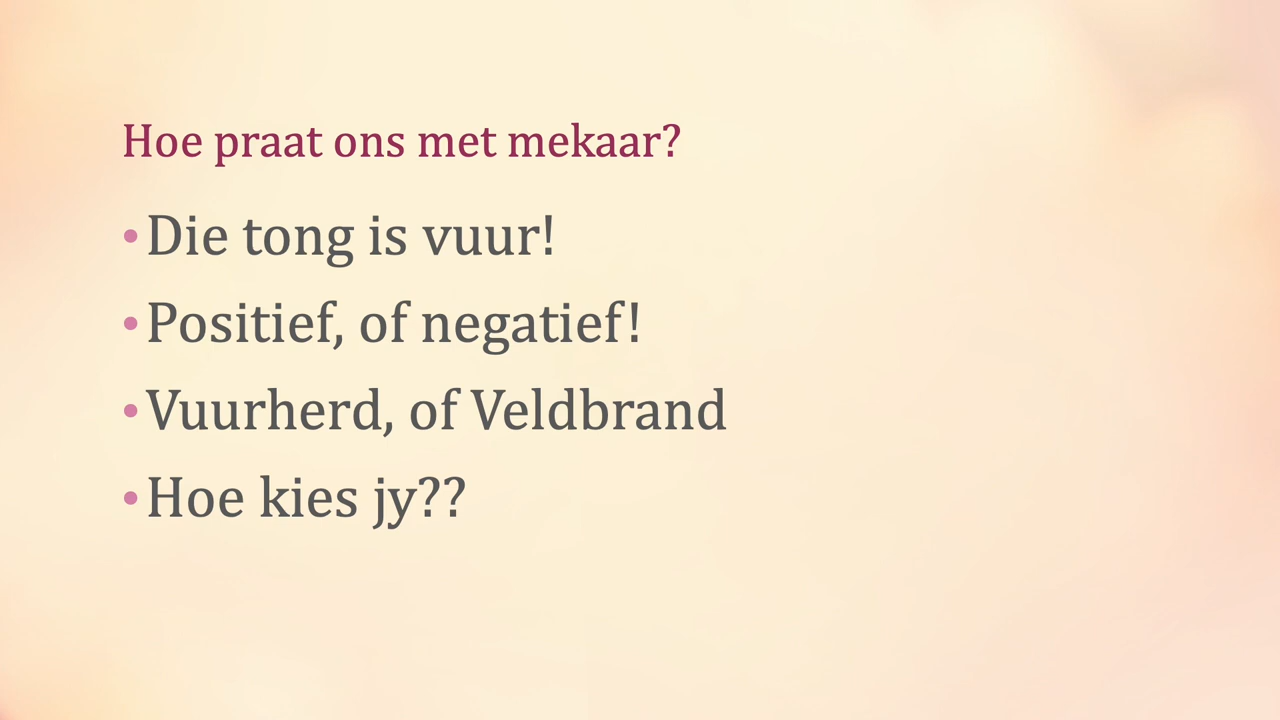 Hoe praat ons met mekaar?
• Die tong is vuur!
• Positief, of negatief!
• Vuurherd, of Veldbrand
• Hoe kies jy??